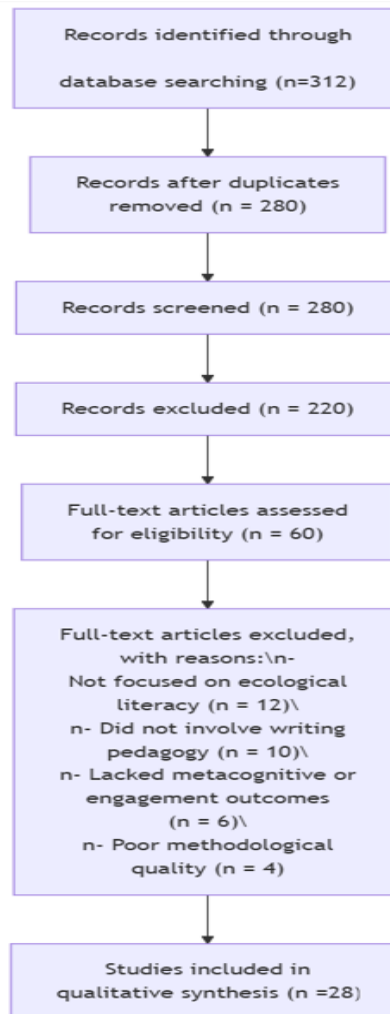 Records identified through
database searching (n=312)
Records after duplicates
removed (n = 280)
Records screened (n = 280)
Records excluded (n = 220)
Full-text articles assessed
for eligibility (n = 60)
Full-text articles excluded,
with reasons:\n-
Not focused on ecological
literacy (n = 12)\
n- Did not involve writing
pedagogy (n = 10)\
n- Lacked metacognitive or
engagement outcomes
(n = 6)\
n- Poor methodological
quality (n = 4)
Studies included in
qualitative synthesis (n =28)